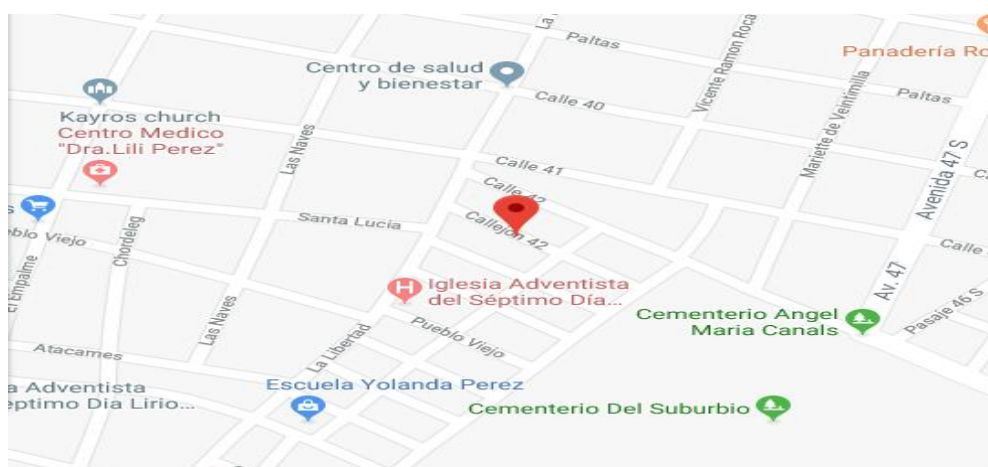 La
Paltas
Panadería Ro
Centro de salud
y bienestar
Vicente Ramon Roca
Mariette de Veintimilla
Paltas
Calle 40
Kayros church
Centro Medico
"Dra.Lili Perez"
Las Naves
Calle 41
Avenida 47 S
Calle 42
s
Santa Lucia
Callejon 42
Calle
blo Viejo
Chordeleg
El Empalme
Iglesia Adventista
del Séptimo Día...
Av. 47
Las Naves
Cementerio Angel
Maria Canals
Pasaje 46 S
Pueblo Viejo
La Libertad
Atacames
a Adventista
eptimo Dia Lirio...
Escuela Yolanda Perez
Cementerio Del Suburbio